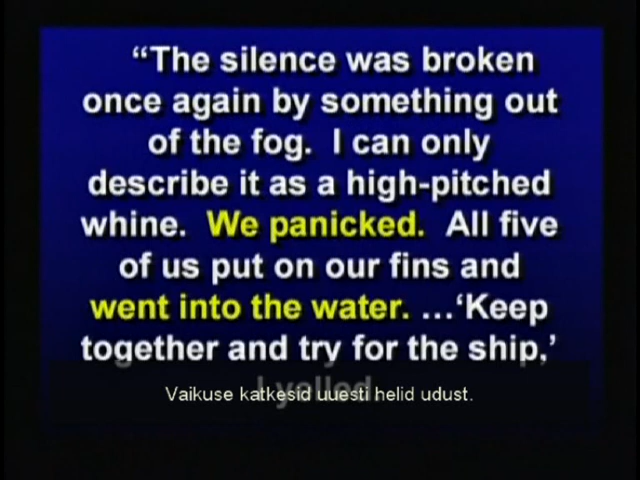 “The silence was broken
once again by something out
of the fog.  I can only
describe it as a high-pitched
whine.  We panicked.  All five
of us put on our fins and
went into the water. …‘Keep
together and try for the ship,’
I yelled.
Vaikuse katkesid uuesti helid udust.